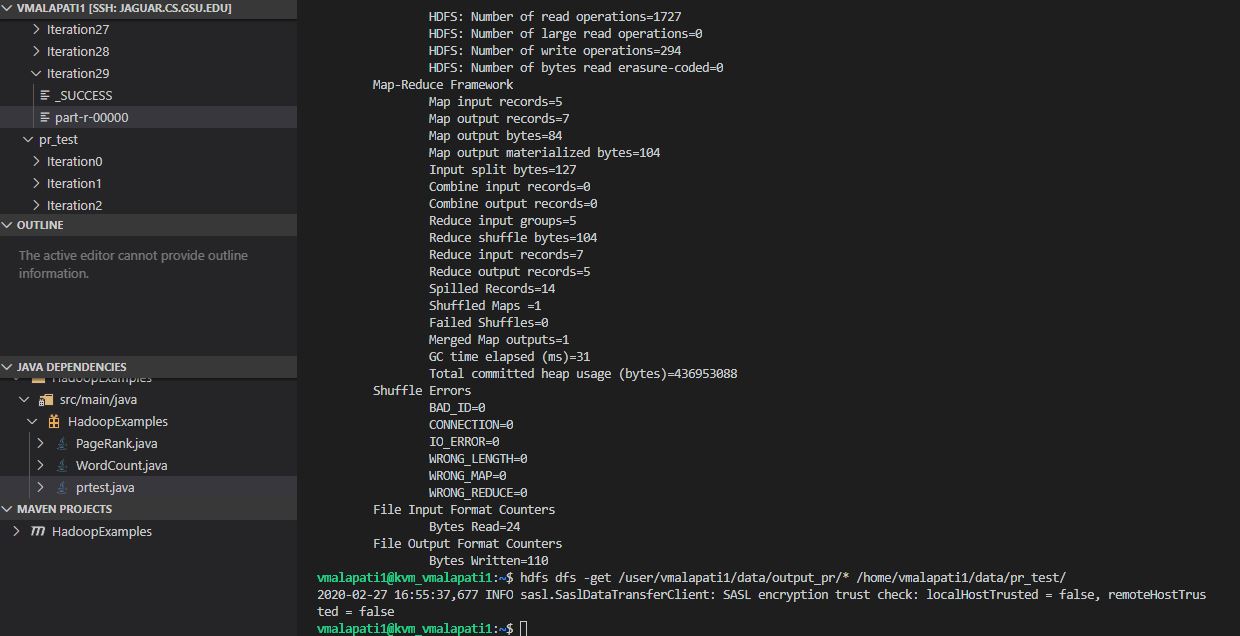 VMALAPATI1 [SSH: JAGUAR.CS.GSU.EDU]
Iteration27
Iteration28
Iteration29
_SUCCESS
part-r-00000
pr_test
Iteration0
Iteration1
Iteration2
OUTLINE
The active editor cannot provide outline
information.
JAVA DEPENDENCIES
HadoopExamples
src/main/java
HadoopExamples
PageRank.java
WordCount.java
prtest.java
MAVEN PROJECTS
HadoopExamples
HDFS: Number of read operations=1727
HDFS: Number of large read operations=0
HDFS: Number of write operations=294
HDFS: Number of bytes read erasure-coded=0
Map-Reduce Framework
Map input records=5
Map output records=7
Map output bytes=84
Map output materialized bytes=104
Input split bytes=127
Combine input records=0
Combine output records=0
Reduce input groups=5
Reduce shuffle bytes=104
Reduce input records=7
Reduce output records=5
Spilled Records=14
Shuffled Maps =1
Failed Shuffles=0
Merged Map outputs=1
GC time elapsed (ms)=31
Total committed heap usage (bytes)=436953088
Shuffle Errors
BAD_ID=0
CONNECTION=0
IO_ERROR=0
WRONG_LENGTH=0
WRONG_MAP=0
WRONG_REDUCE=0
File Input Format Counters
Bytes Read=24
File Output Format Counters
Bytes Written=110
vmalapati1@kvm_vmalapati1:~$ hdfs dfs -get /user/vmalapati1/data/output_pr/* /home/vmalapati1/data/pr_test/
2020-02-27 16:55:37,677 INFO sasl.SaslDataTransferClient: SASL encryption trust check: localHostTrusted = false, remoteHostTrus
ted = false
vmalapati1@kvm_vmalapati1:~$